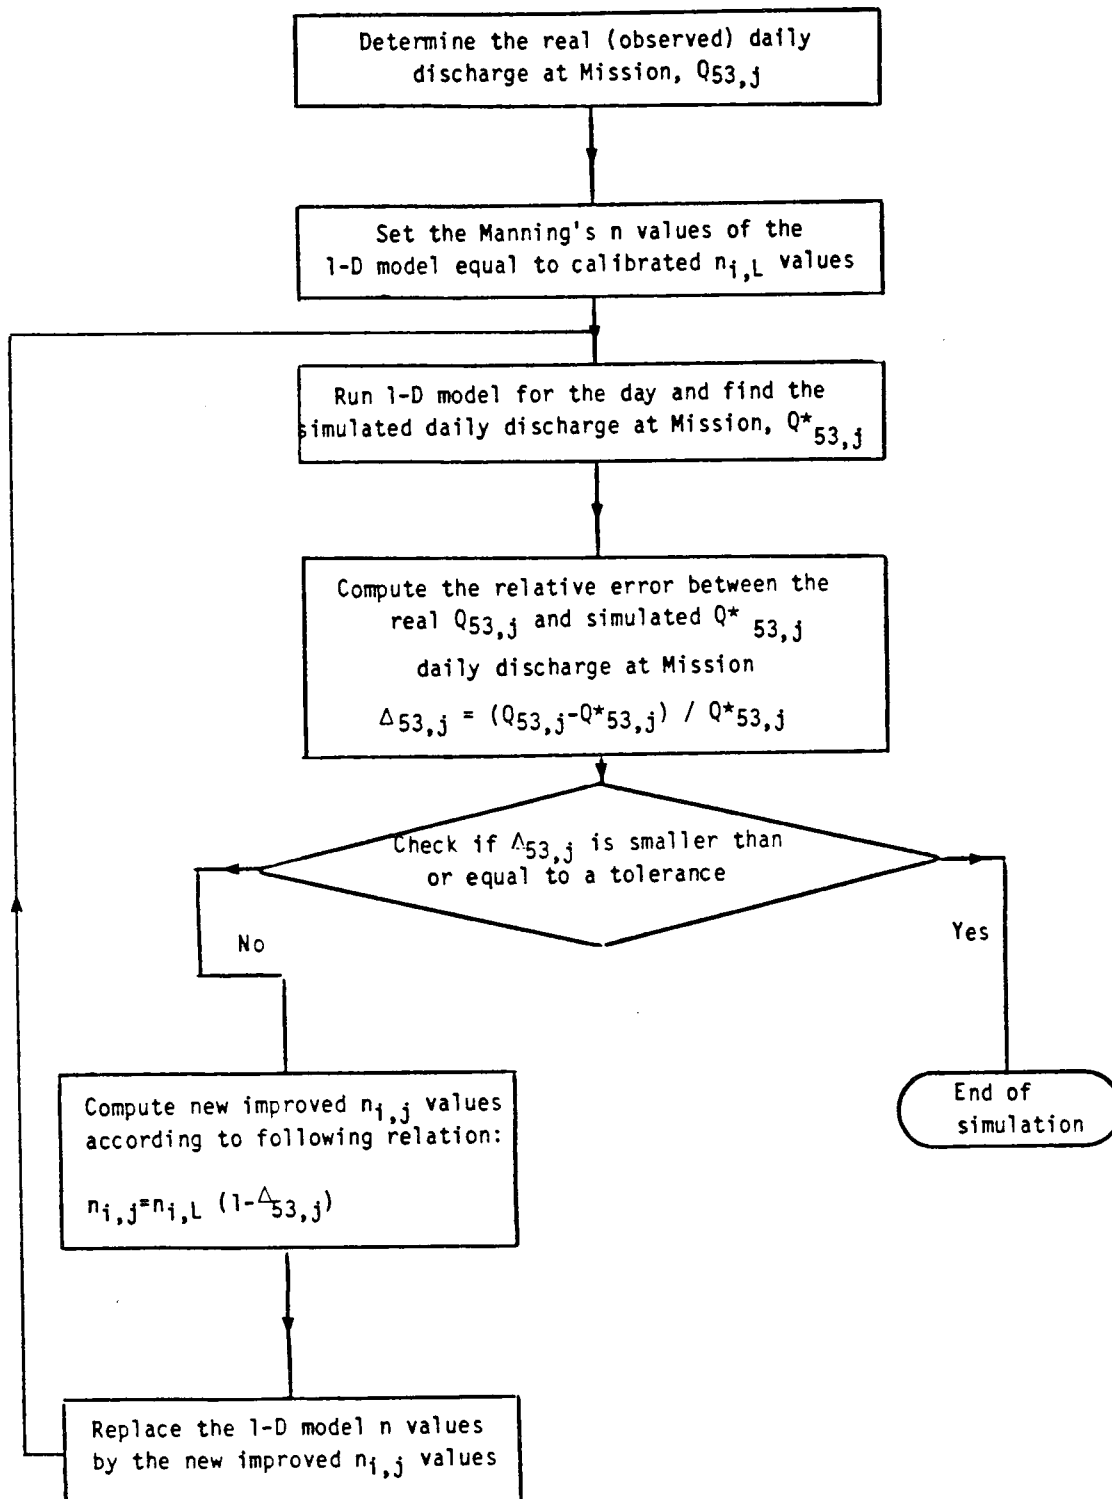 Determine the real (observed) daily
discharge at Mission, Q53,j
Set the Manning's n values of the
1-D model equal to calibrated ni,L values
Run 1-D model for the day and find the
simulated daily discharge at Mission, Q*53,j
Compute the relative error between the
real Q53,j and simulated Q* 53,j
daily discharge at Mission
Δ53,j = (Q53,j-Q*53,j) / Q*53,j
Check if Δ53,j is smaller than
or equal to a tolerance
No
Yes
Compute new improved ni,j values
according to following relation:
ni,j=ni,L (1-Δ53,j)
End of
simulation
Replace the 1-D model n values
by the new improved ni,j values